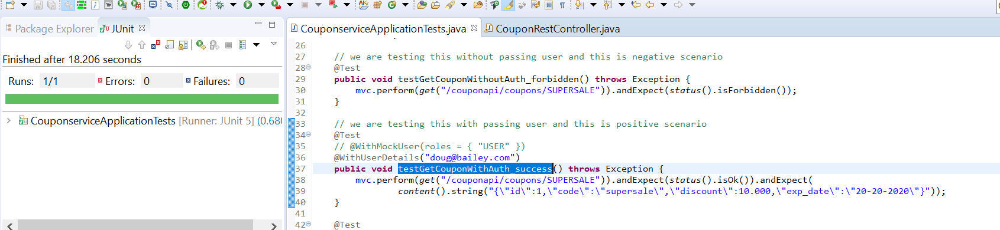 Package Explorer JUnit
Finished after 18.206 seconds
Runs: 1/1 Errors: 0 Failures: 0
CouponserviceApplicationTests [Runner: JUnit 5] (0.680
CouponserviceApplicationTests.java CouponRestController.java
26
27 // we are testing this without passing user and this is negative scenario
28 @Test
29 public void testGetCouponWithoutAuth_forbidden() throws Exception {
30 mvc.perform(get("/couponapi/coupons/SUPERSALE")).andExpect(status().isForbidden());
31 }
32
33 // we are testing this with passing user and this is positive scenario
34 @Test
35 // @WithMockUser(roles = { "USER" })
36 @WithUserDetails("doug@bailey.com")
37 public void testGetCouponWithAuth_success() throws Exception {
38 mvc.perform(get("/couponapi/coupons/SUPERSALE")).andExpect(status().isOk()).andExpect(
39 content().string("{\"id\":1,\"code\":\"supersale\",\"discount\":10.000,\"exp_date\":\"20-20-2020\"}"));
40 }
41
42 @Test